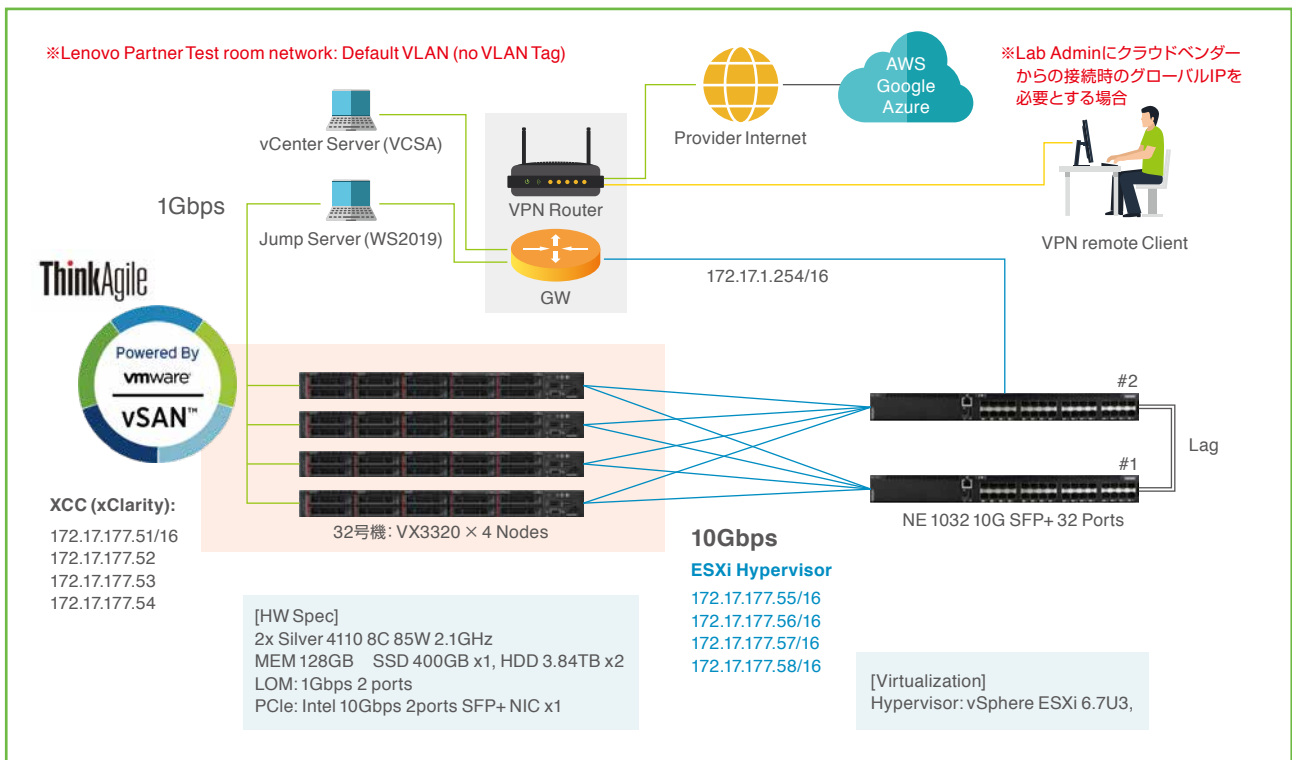 ※Lenovo Partner Test room network: Default VLAN (no VLAN Tag)
※Lab Adminにクラウドベンダー
からの接続時のグローバルIPを
必要とする場合
AWS
Google
Azure
Provider Internet
vCenter Server (VCSA)
VPN Router
1Gbps
Jump Server (WS2019)
VPN remote Client
GW
172.17.1.254/16
ThinkAgile
Powered By
vmware
vSAN™
#2
Lag
#1
NE 1032 10G SFP+ 32 Ports
32号機: VX3320 × 4 Nodes
XCC (xClarity):
172.17.177.51/16
172.17.177.52
172.17.177.53
172.17.177.54
10Gbps
ESXi Hypervisor
172.17.177.55/16
172.17.177.56/16
172.17.177.57/16
172.17.177.58/16
[HW Spec]
2x Silver 4110 8C 85W 2.1GHz
MEM 128GB SSD 400GB x1, HDD 3.84TB x2
LOM: 1Gbps 2 ports
PCIe: Intel 10Gbps 2ports SFP+ NIC x1
[Virtualization]
Hypervisor: vSphere ESXi 6.7U3,